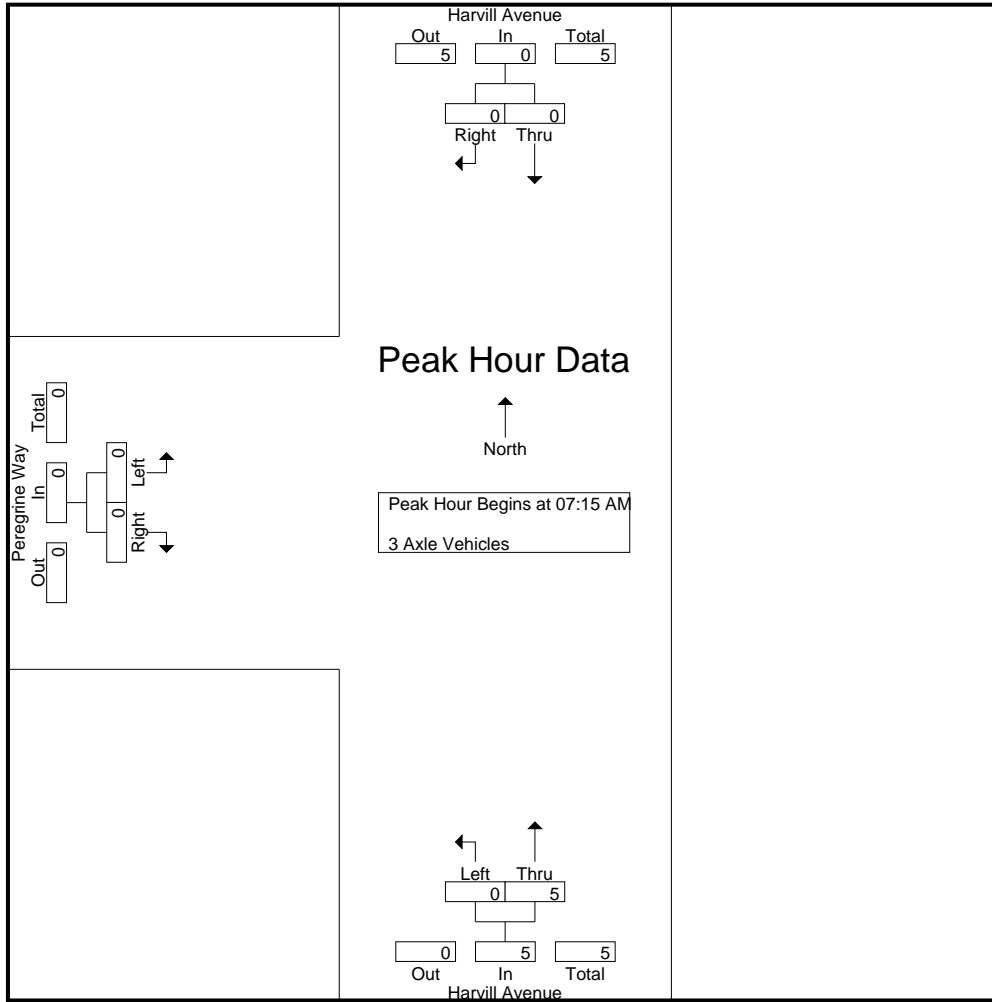 Harvill Avenue
Out In Total
5 0 5
0 0
Right Thru
Peak Hour Data
North
Peak Hour Begins at 07:15 AM
3 Axle Vehicles
Peregrine Way
Out In Total
0 0 0
Right Left
0 0
Left Thru
0 5
0 5 5
Out In Total
Harvill Avenue